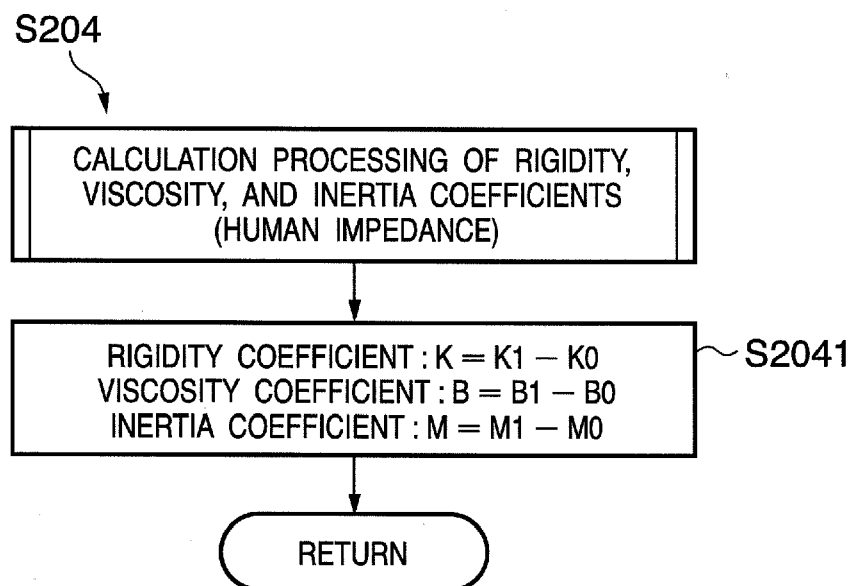 S204
CALCULATION PROCESSING OF RIGIDITY,
VISCOSITY, AND INERTIA COEFFICIENTS
(HUMAN IMPEDANCE)
RIGIDITY COEFFICIENT : K = K1 − K0
VISCOSITY COEFFICIENT : B = B1 − B0
INERTIA COEFFICIENT : M = M1 − M0
S2041
RETURN